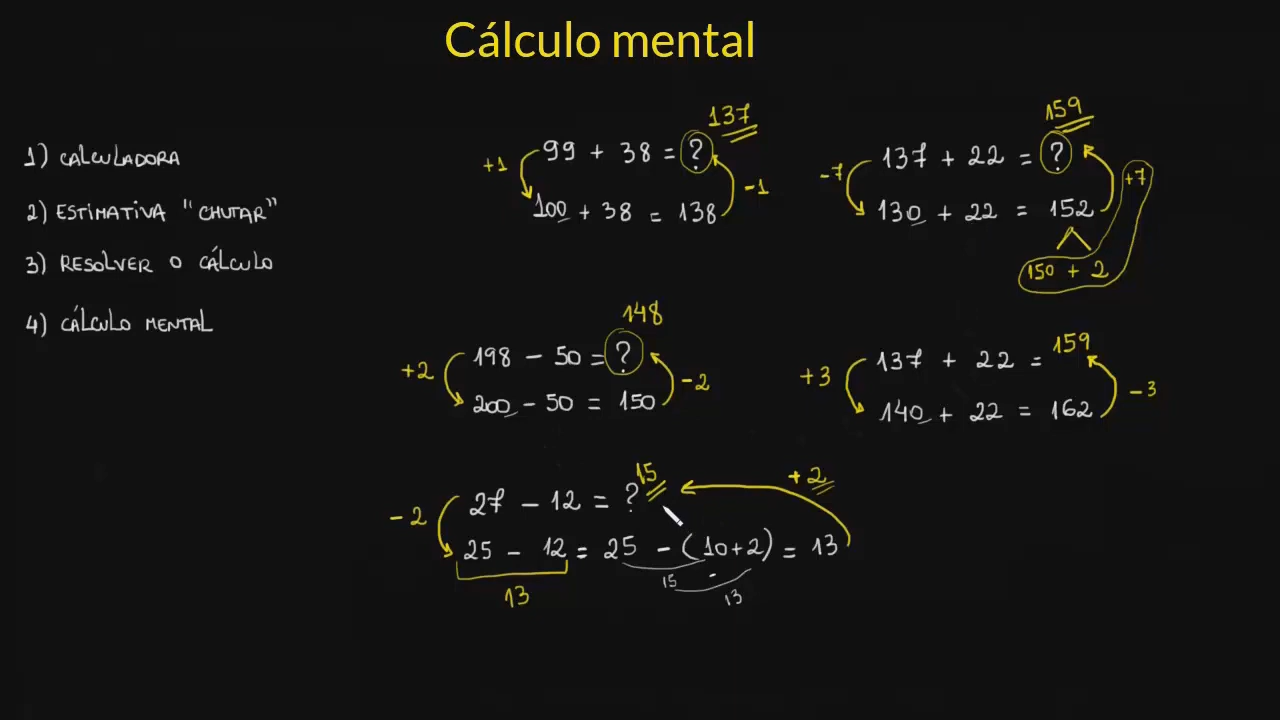 Cálculo mental
1) CALCULADORA
2) ESTIMATIVA "CHUTAR"
3) RESOLVER O CÁLCULO
4) CÁLCULO MENTAL
137
+1 99 + 38 = ?
100 + 38 = 138 -1
159
-7 137 + 22 = ? +7
130 + 22 = 152
150 + 2
148
+2 198 - 50 = ?
200 - 50 = 150 -2
159
+3 137 + 22 =
140 + 22 = 162 -3
15 +2
-2 27 - 12 = ?
25 - 12 = 25 - (10+2) = 13
15 -
13 13